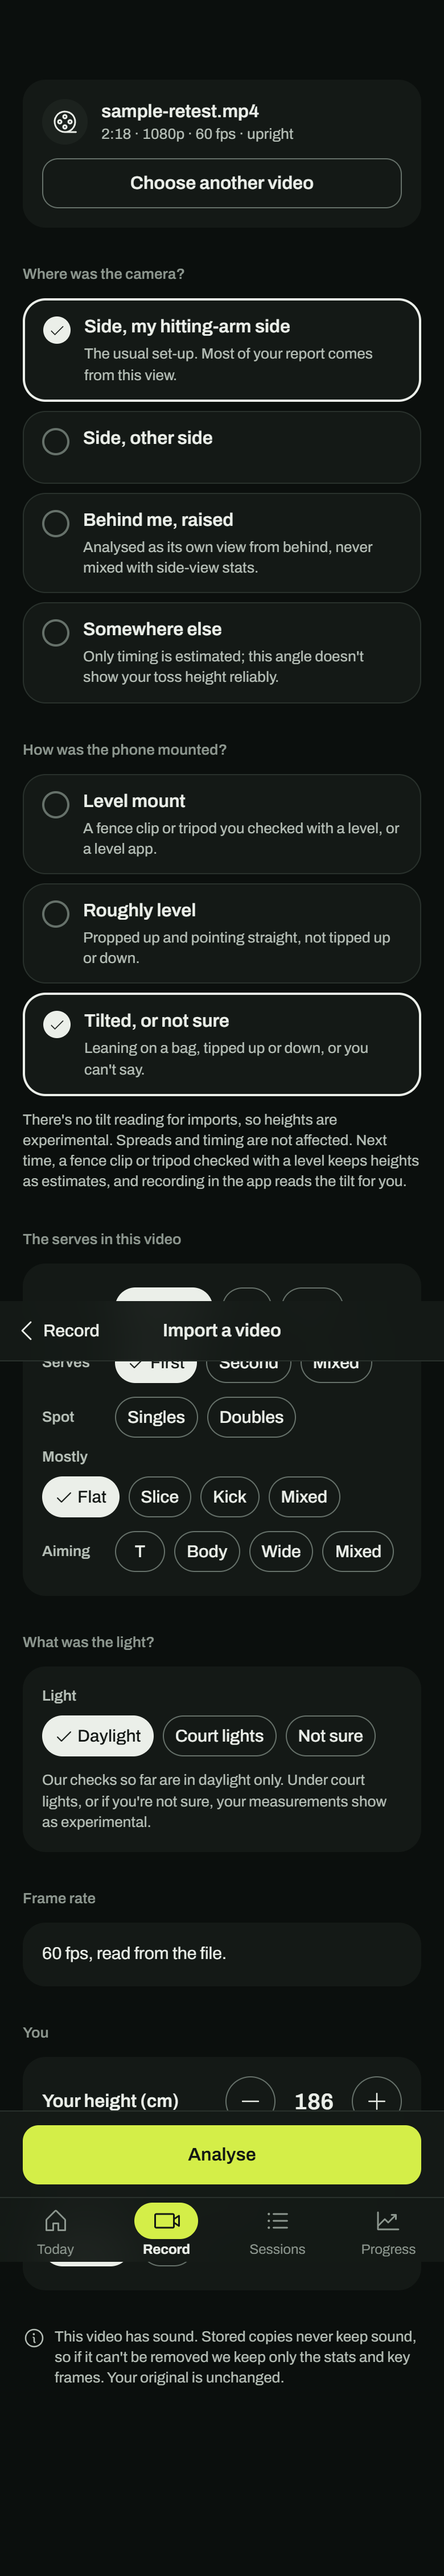 sample-retest.mp4
2:18 · 1080p · 60 fps · upright
Choose another video
Where was the camera?
Side, my hitting-arm side
The usual set-up. Most of your report comes
from this view.
Side, other side
Behind me, raised
Analysed as its own view from behind, never
mixed with side-view stats.
Somewhere else
Only timing is estimated; this angle doesn't
show your toss height reliably.
How was the phone mounted?
Level mount
A fence clip or tripod you checked with a level, or
a level app.
Roughly level
Propped up and pointing straight, not tipped up
or down.
Tilted, or not sure
Leaning on a bag, tipped up or down, or you
can't say.
There's no tilt reading for imports, so heights are
experimental. Spreads and timing are not affected. Next
time, a fence clip or tripod checked with a level keeps heights
as estimates, and recording in the app reads the tilt for you.
The serves in this video
Record Import a video
Serves First Second Mixed
Spot Singles Doubles
Mostly
Flat Slice Kick Mixed
Aiming T Body Wide Mixed
What was the light?
Light
Daylight Court lights Not sure
Our checks so far are in daylight only. Under court
lights, or if you're not sure, your measurements show
as experimental.
Frame rate
60 fps, read from the file.
You
Your height (cm) 186
Analyse
Today Record Sessions Progress
This video has sound. Stored copies never keep sound,
so if it can't be removed we keep only the stats and key
frames. Your original is unchanged.